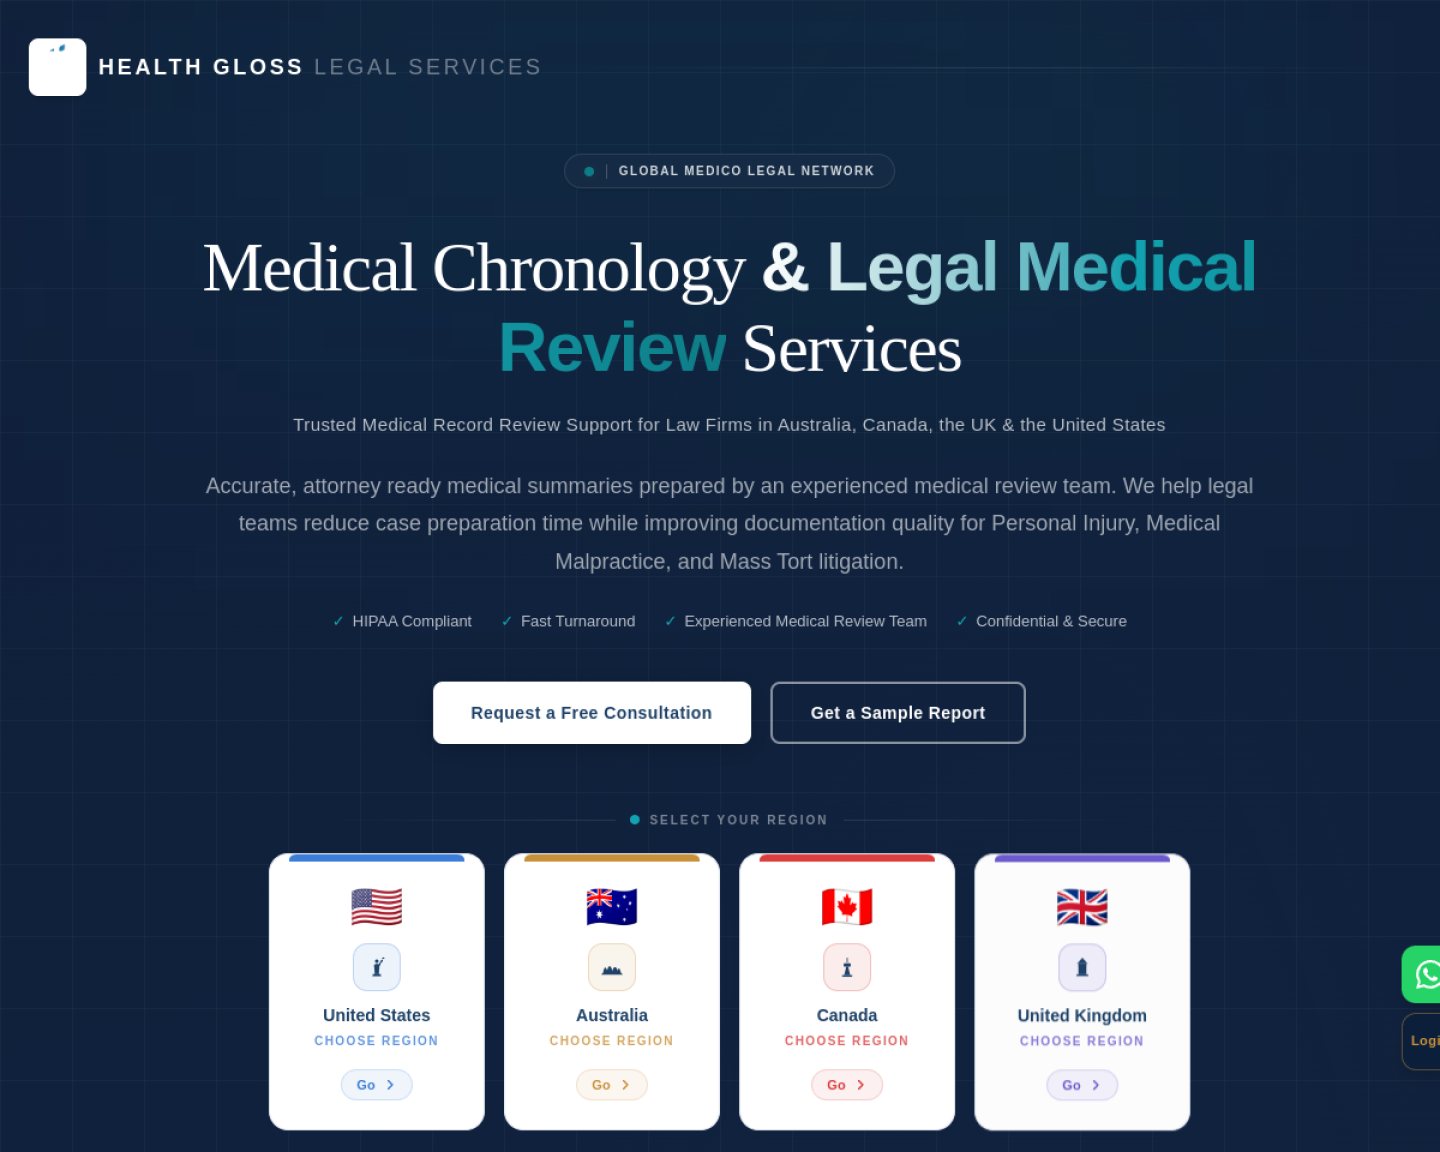 HEALTH GLOSS LEGAL SERVICES
GLOBAL MEDICO LEGAL NETWORK
Medical Chronology & Legal Medical
Review Services
Trusted Medical Record Review Support for Law Firms in Australia, Canada, the UK & the United States
Accurate, attorney ready medical summaries prepared by an experienced medical review team. We help legal
teams reduce case preparation time while improving documentation quality for Personal Injury, Medical
Malpractice, and Mass Tort litigation.
✓ HIPAA Compliant ✓ Fast Turnaround ✓ Experienced Medical Review Team ✓ Confidential & Secure
Request a Free Consultation Get a Sample Report
SELECT YOUR REGION
United States Australia Canada United Kingdom
CHOOSE REGION CHOOSE REGION CHOOSE REGION CHOOSE REGION
Logi
Go Go Go Go